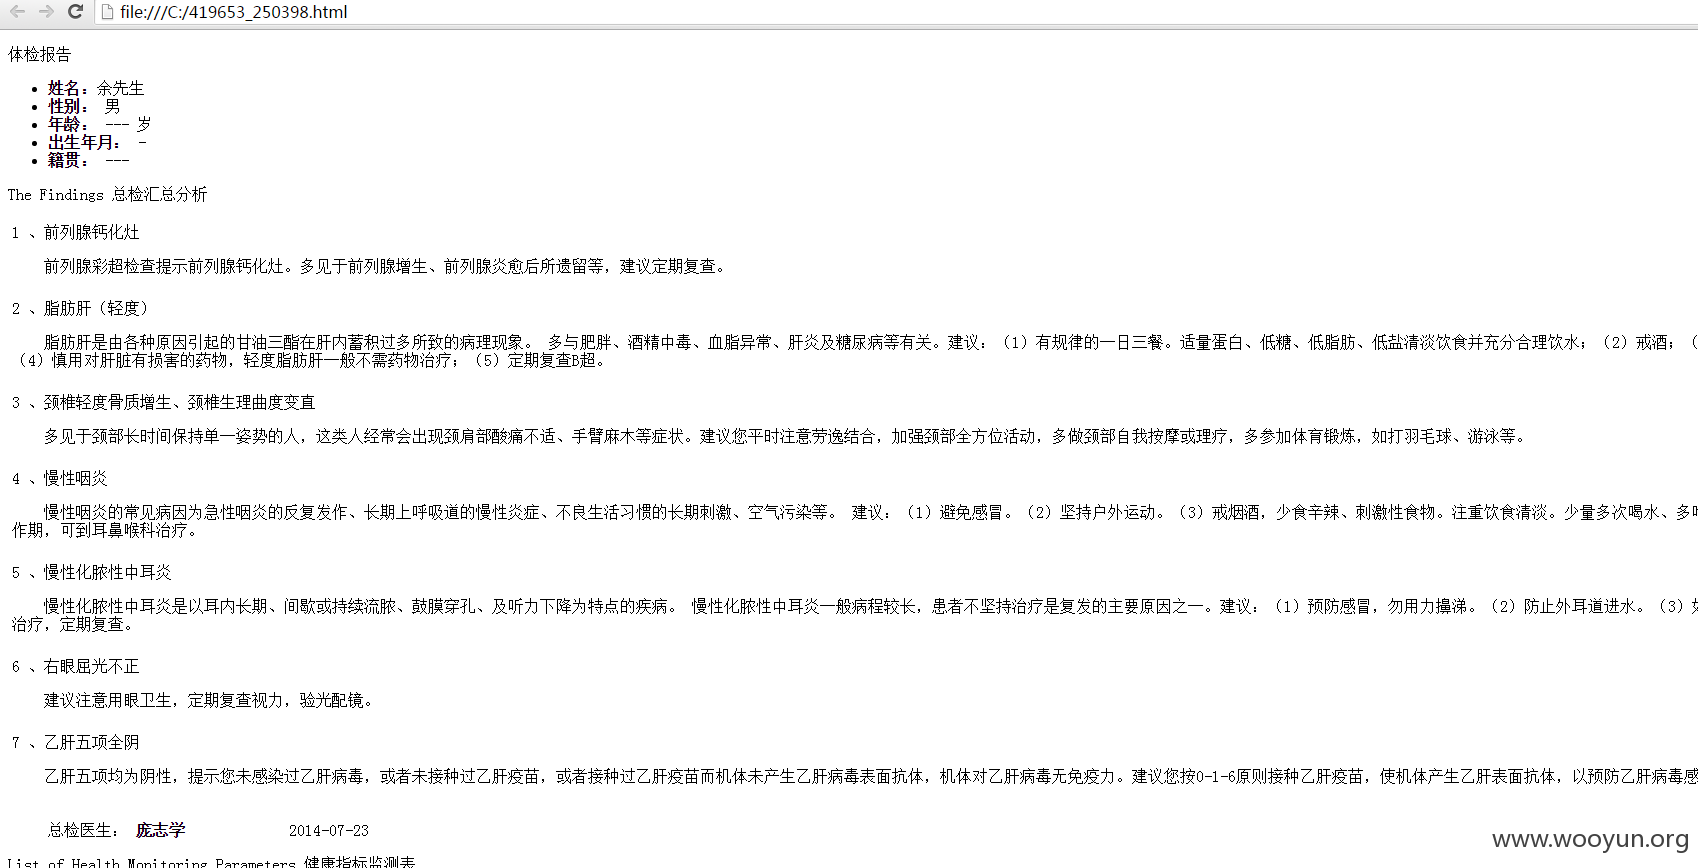 file:///C:/419653_250398.html
体检报告
姓名：余先生
性别： 男
年龄： --- 岁
出生年月： -
籍贯： ---
The Findings 总检汇总分析
1 、前列腺钙化灶
前列腺彩超检查提示前列腺钙化灶。多见于前列腺增生、前列腺炎愈后所遗留等，建议定期复查。
2 、脂肪肝（轻度）
脂肪肝是由各种原因引起的甘油三酯在肝内蓄积过多所致的病理现象。 多与肥胖、酒精中毒、血脂异常、肝炎及糖尿病等有关。建议：（1）有规律的一日三餐。适量蛋白、低糖、低脂肪、低盐清淡饮食并充分合理饮水；（2）戒酒；（
（4）慎用对肝脏有损害的药物，轻度脂肪肝一般不需药物治疗；（5）定期复查B超。
3 、颈椎轻度骨质增生、颈椎生理曲度变直
多见于颈部长时间保持单一姿势的人，这类人经常会出现颈肩部酸痛不适、手臂麻木等症状。建议您平时注意劳逸结合，加强颈部全方位活动，多做颈部自我按摩或理疗，多参加体育锻炼，如打羽毛球、游泳等。
4 、慢性咽炎
慢性咽炎的常见病因为急性咽炎的反复发作、长期上呼吸道的慢性炎症、不良生活习惯的长期刺激、空气污染等。 建议：（1）避免感冒。（2）坚持户外运动。（3）戒烟酒，少食辛辣、刺激性食物。注重饮食清淡。少量多次喝水、多
作期，可到耳鼻喉科治疗。
5 、慢性化脓性中耳炎
慢性化脓性中耳炎是以耳内长期、间歇或持续流脓、鼓膜穿孔、及听力下降为特点的疾病。 慢性化脓性中耳炎一般病程较长，患者不坚持治疗是复发的主要原因之一。建议：（1）预防感冒，勿用力擤涕。（2）防止外耳道进水。（3）
治疗，定期复查。
6 、右眼屈光不正
建议注意用眼卫生，定期复查视力，验光配镜。
7 、乙肝五项全阴
乙肝五项均为阴性，提示您未感染过乙肝病毒，或者未接种过乙肝疫苗，或者接种过乙肝疫苗而机体未产生乙肝病毒表面抗体，机体对乙肝病毒无免疫力。建议您按0-1-6原则接种乙肝疫苗，使机体产生乙肝表面抗体，以预防乙肝病毒感
总检医生： 庞志学 2014-07-23
www.wooyun.org
List of Health Monitoring Parameters 健康指标监测表